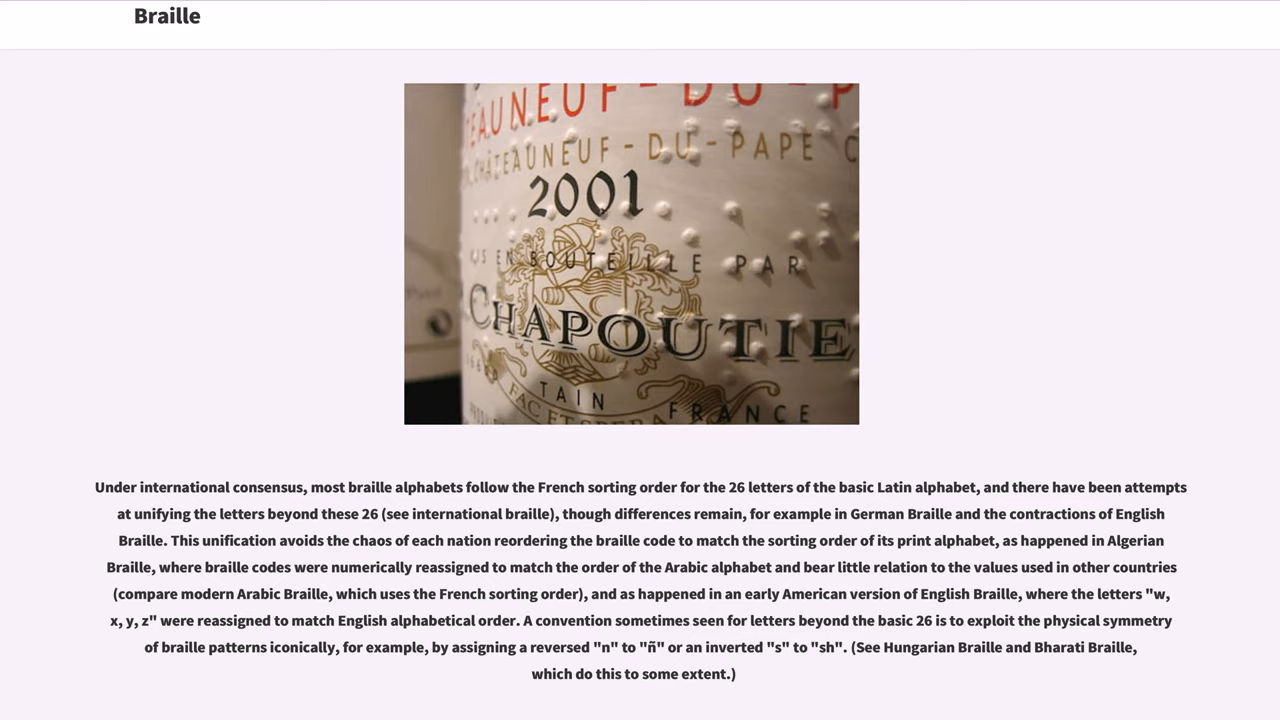 Braille
EAUNEUF - DU - P
CHÂTEAUNEUF - DU - PAPE C
2001
MIS EN BOUTEILLE PAR
CHAPOUTIE
TAIN FRANCE
FAC ET SPERA
Under international consensus, most braille alphabets follow the French sorting order for the 26 letters of the basic Latin alphabet, and there have been attempts
at unifying the letters beyond these 26 (see international braille), though differences remain, for example in German Braille and the contractions of English
Braille. This unification avoids the chaos of each nation reordering the braille code to match the sorting order of its print alphabet, as happened in Algerian
Braille, where braille codes were numerically reassigned to match the order of the Arabic alphabet and bear little relation to the values used in other countries
(compare modern Arabic Braille, which uses the French sorting order), and as happened in an early American version of English Braille, where the letters "w,
x, y, z" were reassigned to match English alphabetical order. A convention sometimes seen for letters beyond the basic 26 is to exploit the physical symmetry
of braille patterns iconically, for example, by assigning a reversed "n" to "ñ" or an inverted "s" to "sh". (See Hungarian Braille and Bharati Braille,
which do this to some extent.)